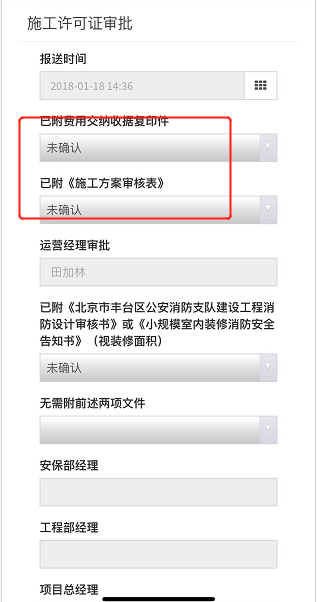 施工许可证审批
报送时间
2018-01-18 14:36
已附费用交纳收据复印件
未确认
已附《施工方案审核表》
未确认
运营经理审批
田加林
已附《北京市丰台区公安消防支队建设工程消
防设计审核书》或《小规模室内装修消防安全
告知书》（视装修面积）
未确认
无需附前述两项文件
安保部经理
工程部经理
项目总经理